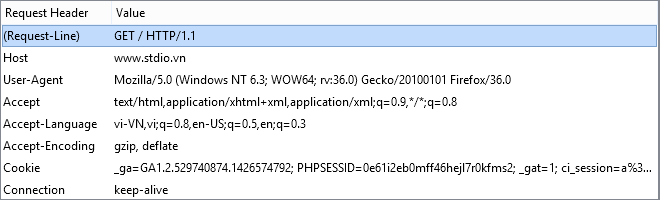 Request Header Value
(Request-Line) GET / HTTP/1.1
Host www.stdio.vn
User-Agent Mozilla/5.0 (Windows NT 6.3; WOW64; rv:36.0) Gecko/20100101 Firefox/36.0
Accept text/html,application/xhtml+xml,application/xml;q=0.9,*/*;q=0.8
Accept-Language vi-VN,vi;q=0.8,en-US;q=0.5,en;q=0.3
Accept-Encoding gzip, deflate
Cookie _ga=GA1.2.529740874.1426574792; PHPSESSID=0e61i2eb0mff46hejl7r0kfms2; _gat=1; ci_session=a%3...
Connection keep-alive